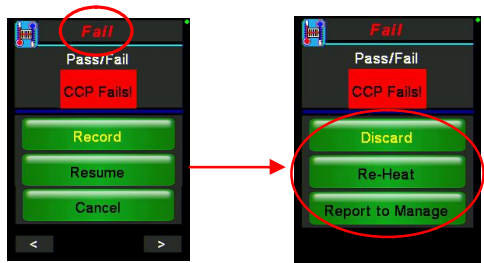 Fail
Pass/Fail
CCP Fails!
Record
Resume
Cancel
<
>
Fail
Pass/Fail
CCP Fails!
Discard
Re-Heat
Report to Manage